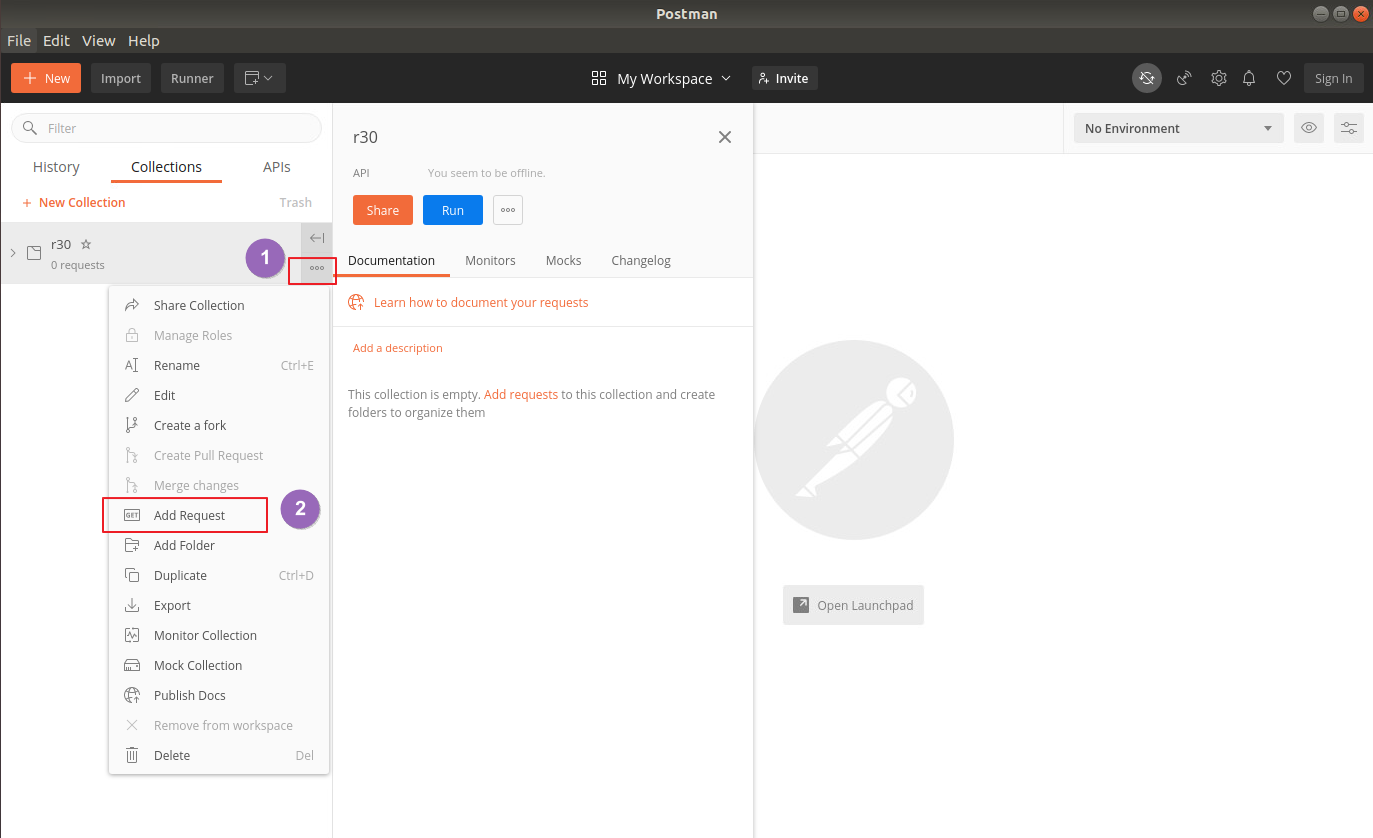 Postman
File Edit View Help
New Import Runner My Workspace Invite Sign In
Filter
History Collections APIs
New Collection Trash
r30
0 requests
1
Share Collection
Manage Roles
Rename Ctrl+E
Edit
Create a fork
Create Pull Request
Merge changes
GET Add Request
2
Add Folder
Duplicate Ctrl+D
Export
Monitor Collection
Mock Collection
Publish Docs
Remove from workspace
Delete Del
r30
API You seem to be offline.
Share Run
Documentation Monitors Mocks Changelog
Learn how to document your requests
Add a description
This collection is empty. Add requests to this collection and create
folders to organize them
No Environment
Open Launchpad